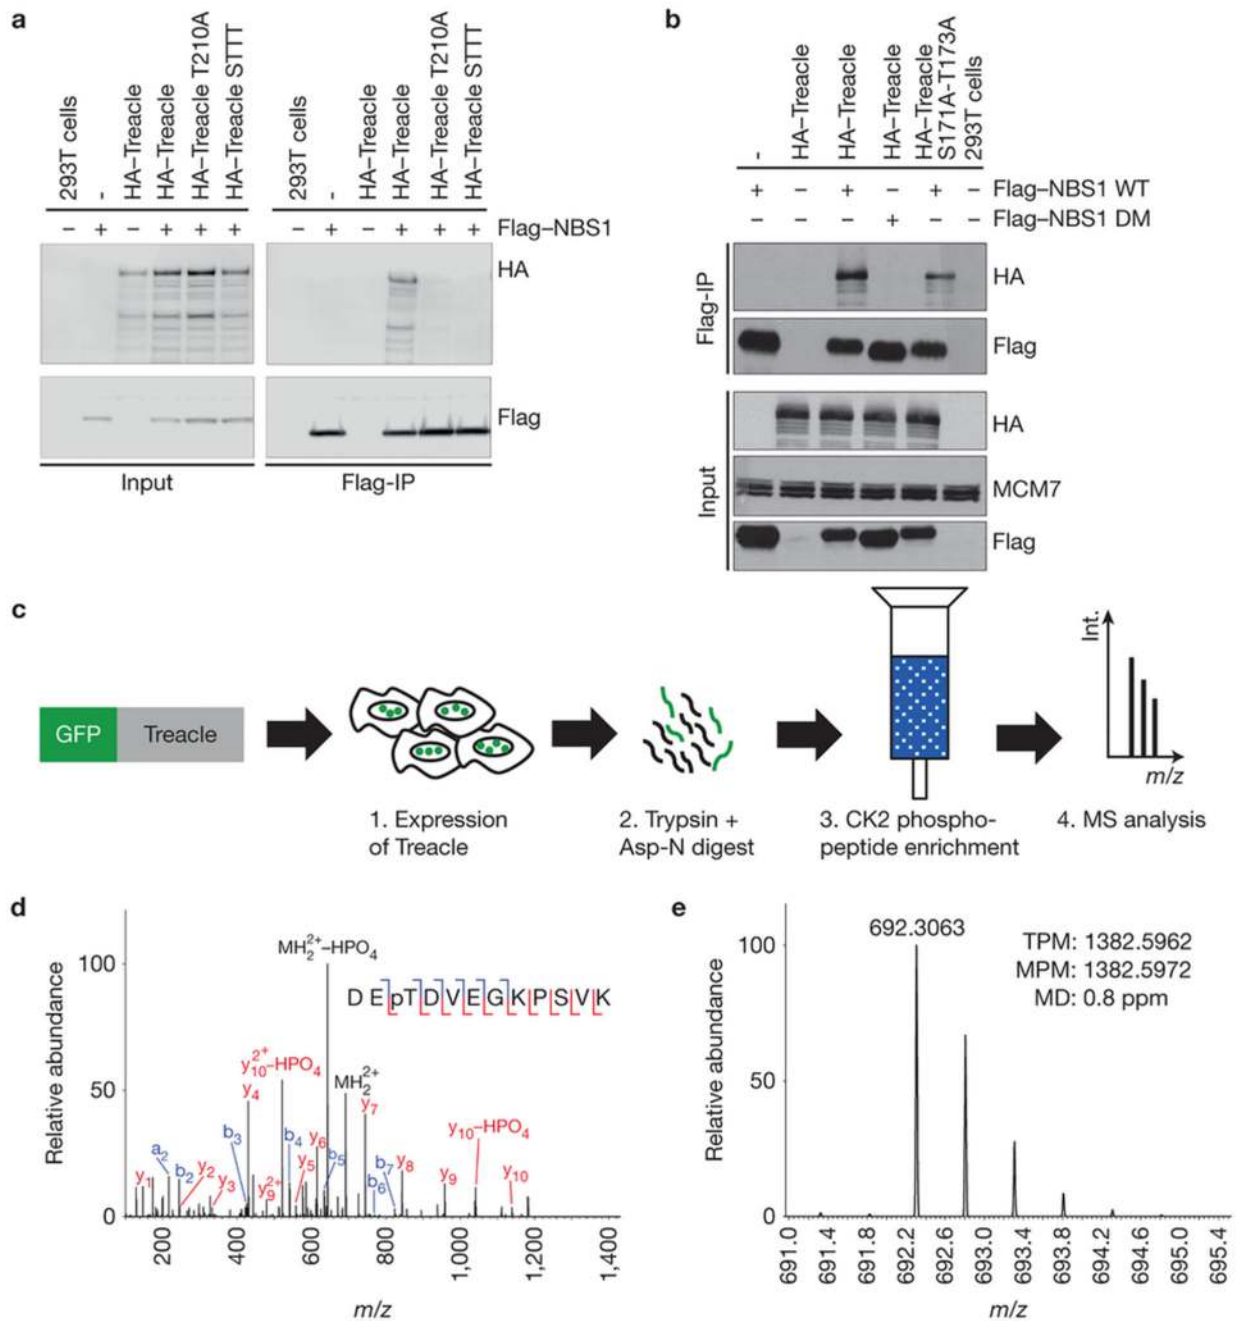 a
293T cells
-
HA–Treacle
HA–Treacle
HA–Treacle T210A
HA–Treacle STTT
293T cells
-
HA–Treacle
HA–Treacle
HA–Treacle T210A
HA–Treacle STTT
– + – + + + – + – + + + Flag–NBS1
HA
Flag
Input
Flag-IP
b
-
HA–Treacle
HA–Treacle
HA–Treacle
HA–Treacle
S171A-T173A
293T cells
+ – + – + – Flag–NBS1 WT
– – – + – – Flag–NBS1 DM
Flag-IP
HA
Flag
Input
HA
MCM7
Flag
c
GFP
Treacle
1. Expression
of Treacle
2. Trypsin +
Asp-N digest
3. CK2 phospho-
peptide enrichment
Int.
m/z
4. MS analysis
d
Relative abundance
100
50
0
MH₂²⁺–HPO₄
D E pT D V E G K P S V K
y₁₀²⁺–HPO₄
y₄
MH₂²⁺
y₇
b₃
b₄
y₆
y₁₀–HPO₄
a₂
b₂
y₁
y₂
y₃
y₉²⁺
y₅
b₅
b₇
b₆
y₈
y₉
y₁₀
200
400
600
800
1,000
1,200
1,400
m/z
e
Relative abundance
100
50
0
692.3063
TPM: 1382.5962
MPM: 1382.5972
MD: 0.8 ppm
691.0
691.4
691.8
692.2
692.6
693.0
693.4
693.8
694.2
694.6
695.0
695.4
m/z